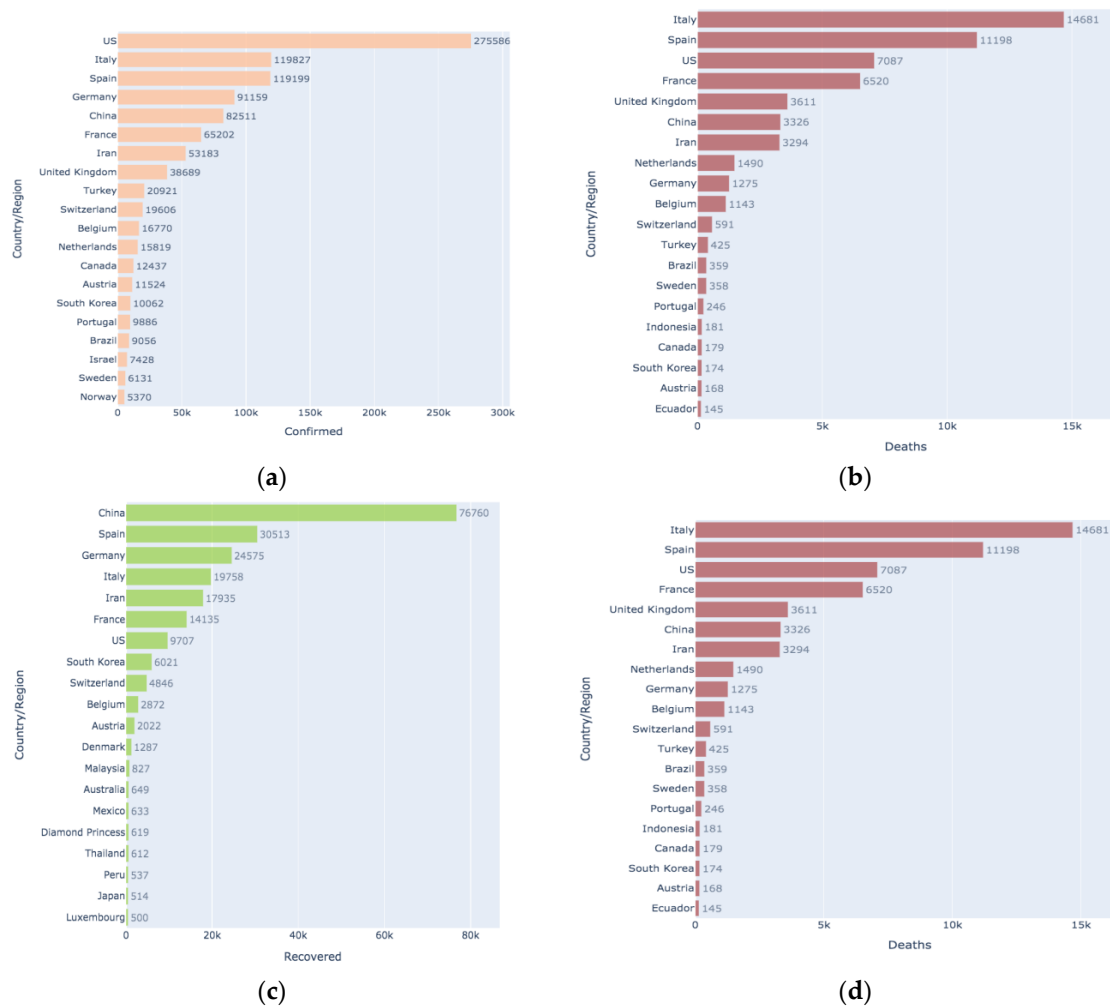 US 275586
Italy 119827
Spain 119199
Germany 91159
China 82511
France 65202
Iran 53183
United Kingdom 38689
Turkey 20921
Switzerland 19606
Belgium 16770
Netherlands 15819
Canada 12437
Austria 11524
South Korea 10062
Portugal 9886
Brazil 9056
Israel 7428
Sweden 6131
Norway 5370
0 50k 100k 150k 200k 250k 300k
Confirmed
Country/Region
(a)
Italy 14681
Spain 11198
US 7087
France 6520
United Kingdom 3611
China 3326
Iran 3294
Netherlands 1490
Germany 1275
Belgium 1143
Switzerland 591
Turkey 425
Brazil 359
Sweden 358
Portugal 246
Indonesia 181
Canada 179
South Korea 174
Austria 168
Ecuador 145
0 5k 10k 15k
Deaths
Country/Region
(b)
China 76760
Spain 30513
Germany 24575
Italy 19758
Iran 17935
France 14135
US 9707
South Korea 6021
Switzerland 4846
Belgium 2872
Austria 2022
Denmark 1287
Malaysia 827
Australia 649
Mexico 633
Diamond Princess 619
Thailand 612
Peru 537
Japan 514
Luxembourg 500
0 20k 40k 60k 80k
Recovered
Country/Region
(c)
Italy 14681
Spain 11198
US 7087
France 6520
United Kingdom 3611
China 3326
Iran 3294
Netherlands 1490
Germany 1275
Belgium 1143
Switzerland 591
Turkey 425
Brazil 359
Sweden 358
Portugal 246
Indonesia 181
Canada 179
South Korea 174
Austria 168
Ecuador 145
0 5k 10k 15k
Deaths
Country/Region
(d)